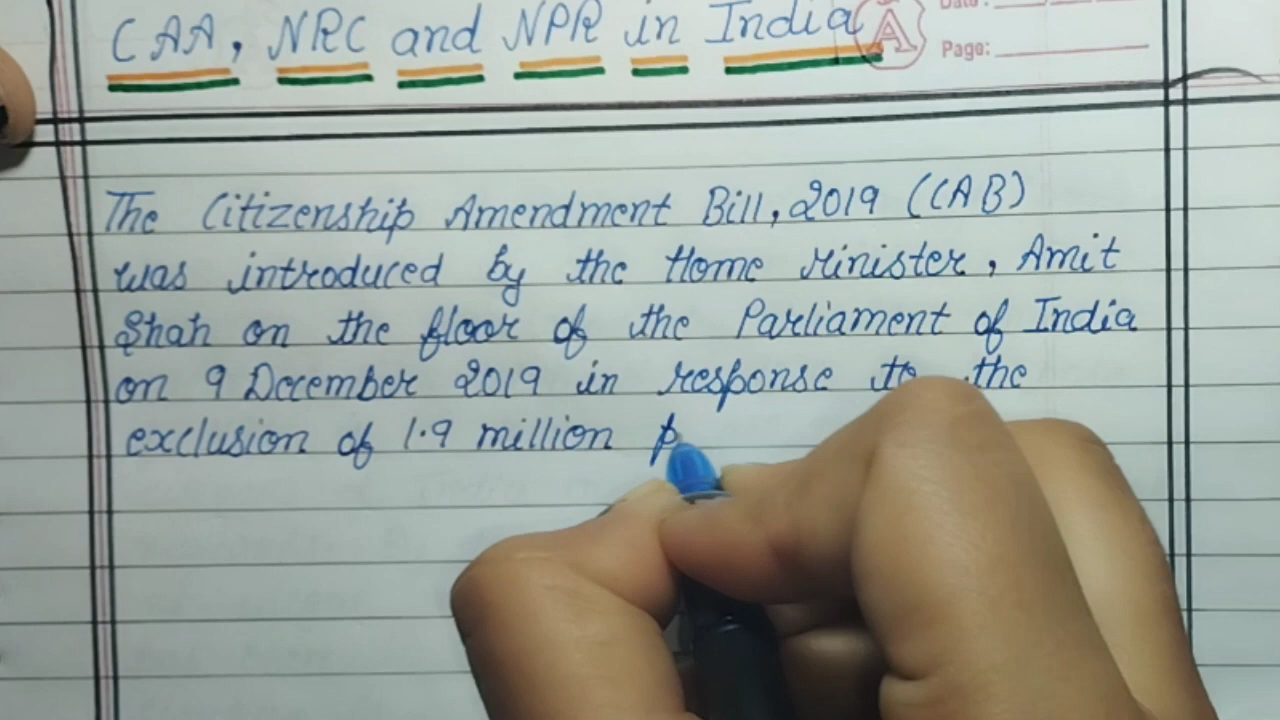 CAA, NRC and NPR in India
A
Date:
Page:
The Citizenship Amendment Bill, 2019 (CAB)
was introduced by the Home Minister, Amit
Shah on the floor of the Parliament of India
on 9 December 2019 in response to the
exclusion of 1.9 million p